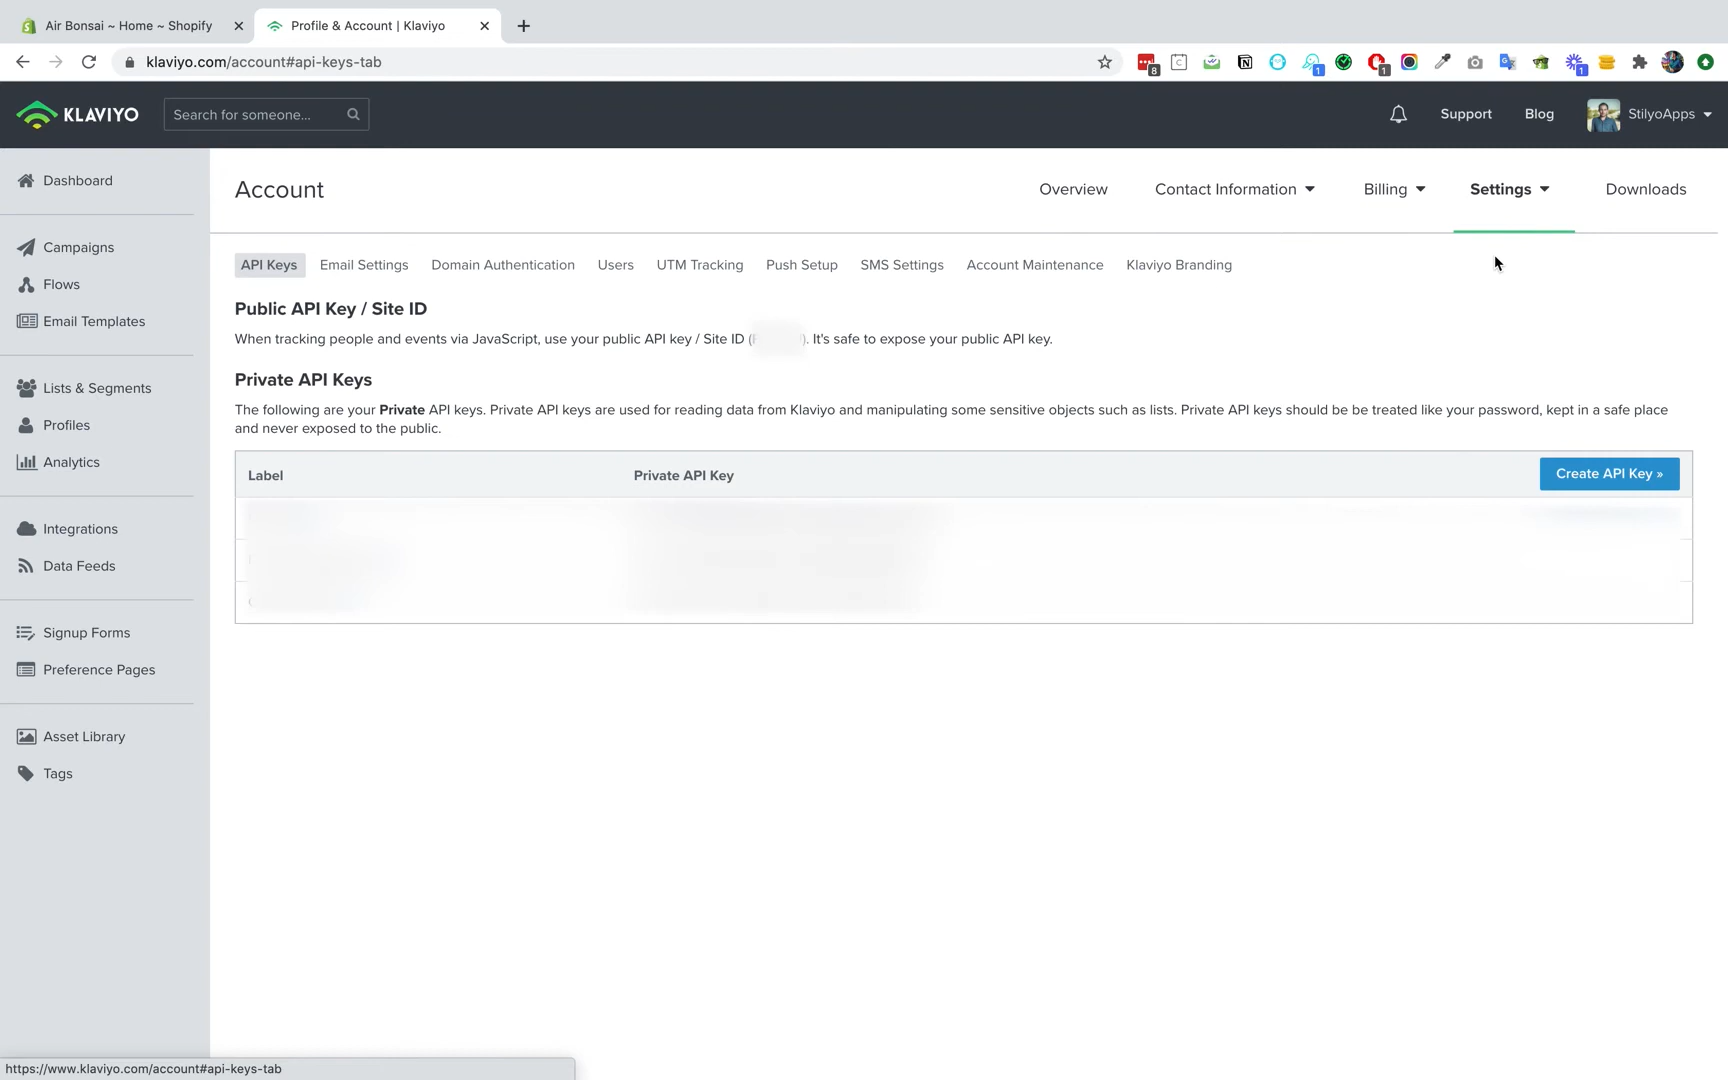 Air Bonsai ~ Home ~ Shopify
Profile & Account | Klaviyo
klaviyo.com/account#api-keys-tab
8
1
1
1
KLAVIYO
Search for someone...
Support
Blog
StilyoApps
Dashboard
Campaigns
Flows
Email Templates
Lists & Segments
Profiles
Analytics
Integrations
Data Feeds
Signup Forms
Preference Pages
Asset Library
Tags
Account
Overview
Contact Information
Billing
Settings
Downloads
API Keys
Email Settings
Domain Authentication
Users
UTM Tracking
Push Setup
SMS Settings
Account Maintenance
Klaviyo Branding
Public API Key / Site ID
When tracking people and events via JavaScript, use your public API key / Site ID ( ). It's safe to expose your public API key.
Private API Keys
The following are your Private API keys. Private API keys are used for reading data from Klaviyo and manipulating some sensitive objects such as lists. Private API keys should be be treated like your password, kept in a safe place
and never exposed to the public.
Label
Private API Key
Create API Key »
https://www.klaviyo.com/account#api-keys-tab